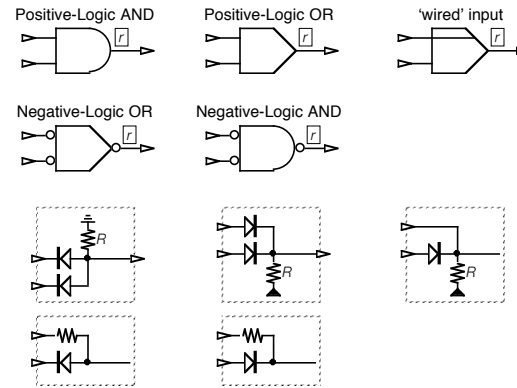 Positive-Logic AND
Positive-Logic OR
‘wired’ input
r
r
r
Negative-Logic OR
Negative-Logic AND
r
r
R
R
R